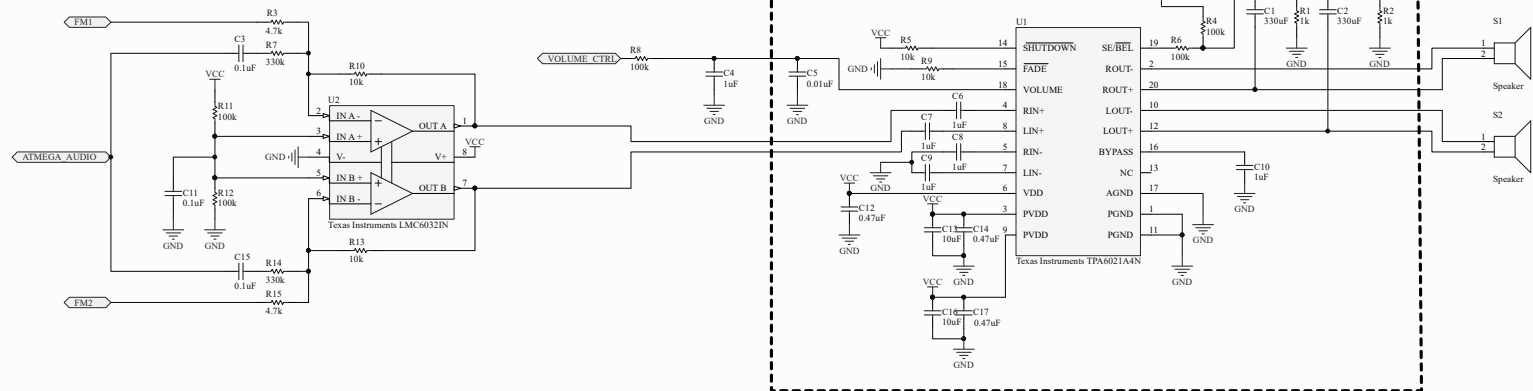 FM1
R3
4.7k
C3
0.1uF
R7
330k
VCC
R11
100k
R10
10k
U2
2
IN A -
3
IN A +
GND
4
V-
5
IN B +
6
IN B -
OUT A
1
VCC
V+
8
OUT B
7
Texas Instruments LMC6032IN
ATMEGA_AUDIO
C11
0.1uF
R12
100k
GND
GND
R13
10k
C15
0.1uF
R14
330k
FM2
R15
4.7k
VOLUME_CTRL
R8
100k
C4
1uF
GND
C5
0.01uF
GND
VCC
R5
10k
GND
R9
10k
C6
1uF
C7
1uF
C8
1uF
C9
1uF
GND
VCC
C12
0.47uF
GND
VCC
C13
10uF
C14
0.47uF
GND
VCC
C16
10uF
C17
0.47uF
GND
U1
14
SHUTDOWN
15
FADE
18
VOLUME
4
RIN+
8
LIN+
5
RIN-
7
LIN-
6
VDD
3
PVDD
9
PVDD
SE/BEL
19
ROUT-
2
ROUT+
20
LOUT-
10
LOUT+
12
BYPASS
16
NC
13
AGND
17
PGND
1
PGND
11
Texas Instruments TPA6021A4N
R4
100k
R6
100k
C1
330uF
R1
1k
GND
C2
330uF
R2
1k
GND
C10
1uF
GND
GND
GND
S1
1
2
Speaker
S2
1
2
Speaker